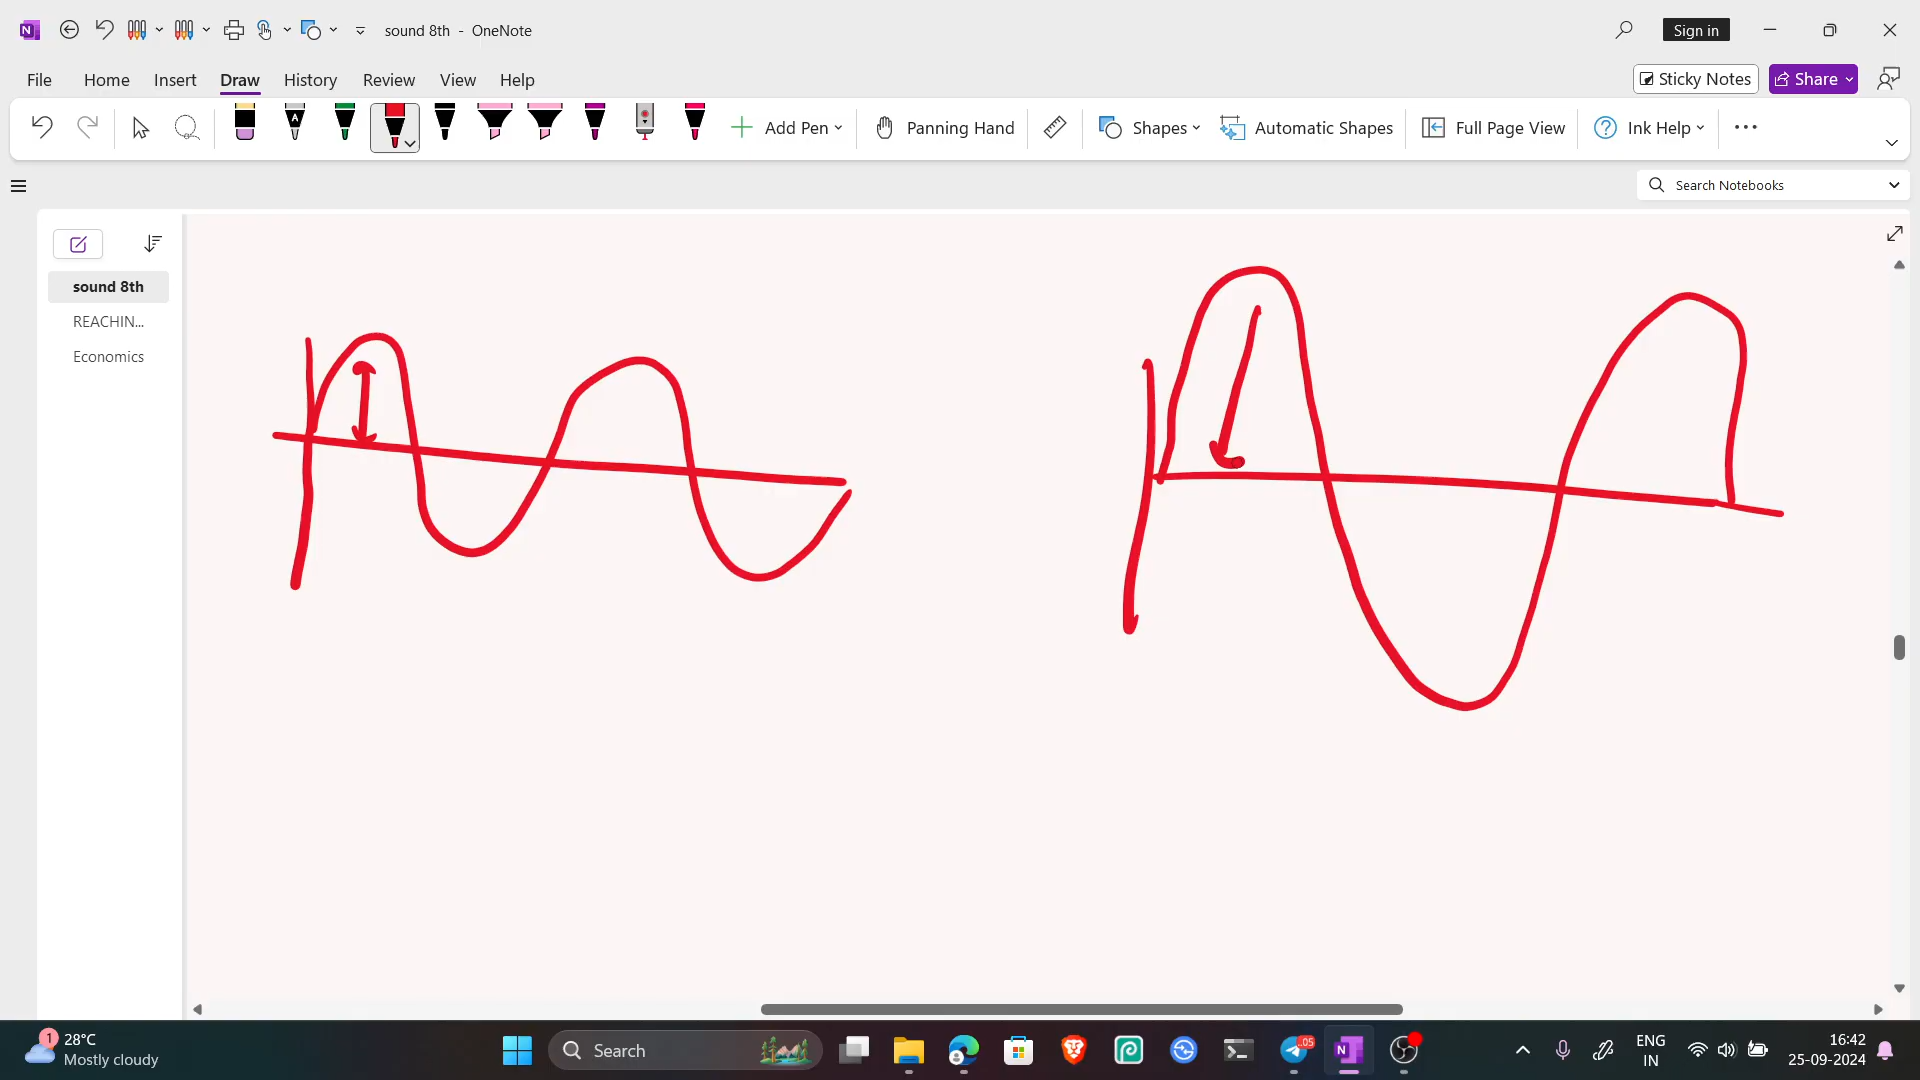 sound 8th - OneNote
Sign in
File Home Insert Draw History Review View Help
Sticky Notes Share
A
Add Pen Panning Hand Shapes Automatic Shapes Full Page View Ink Help
Search Notebooks
sound 8th
REACHIN...
Economics
1
28°C
Mostly cloudy
Search
.05
ENG
IN
16:42
25-09-2024